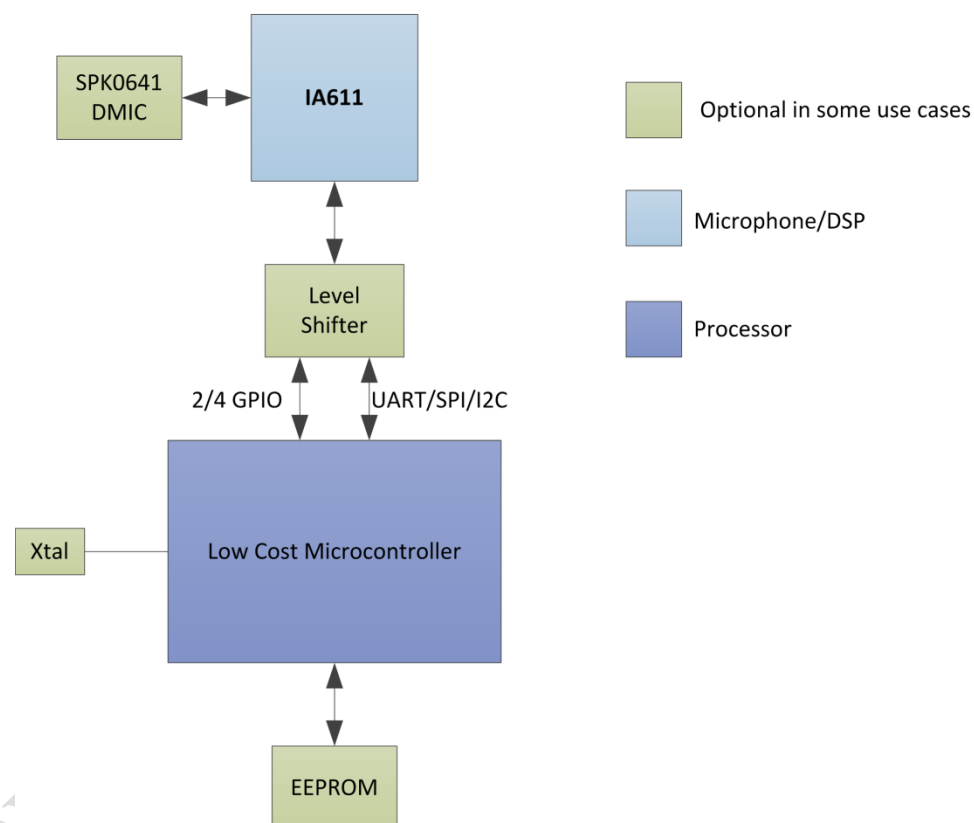 SPK0641
DMIC
IA611
Optional in some use cases
Microphone/DSP
Level
Shifter
Processor
2/4 GPIO
UART/SPI/I2C
Xtal
Low Cost Microcontroller
EEPROM